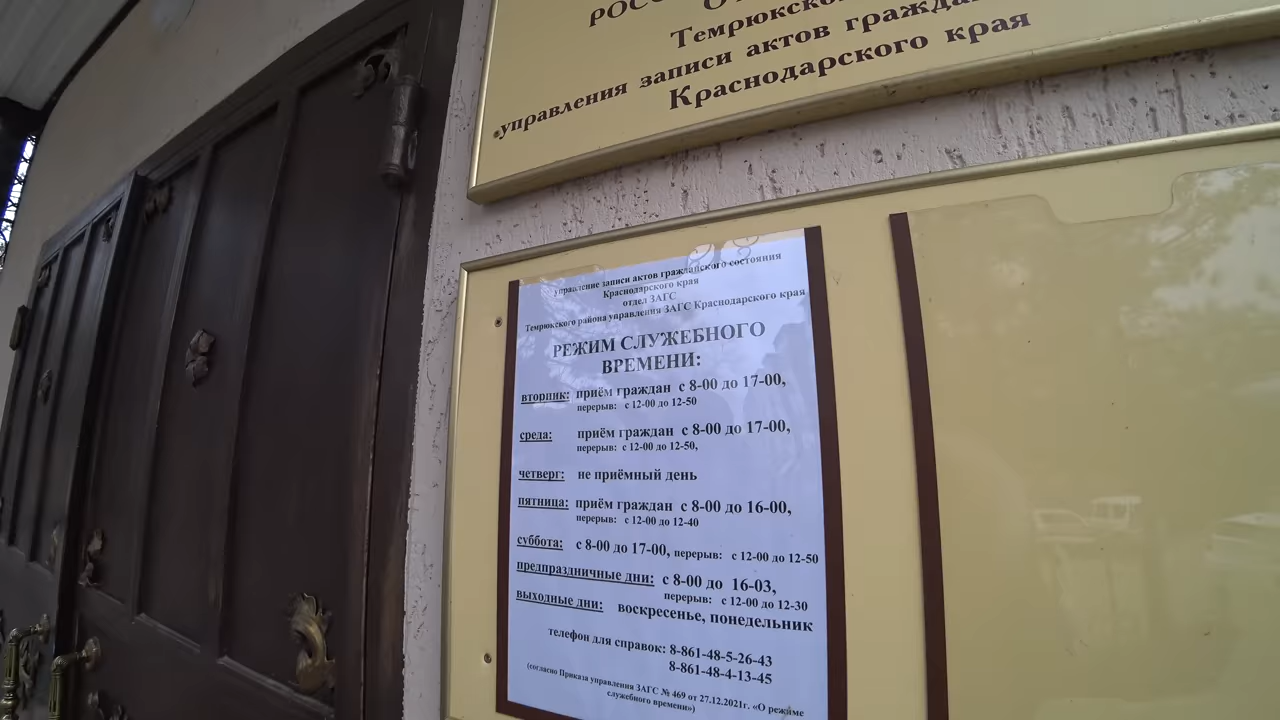 Темрюкского
управления записи актов гражда
Краснодарского края
управление записи актов гражданского состояния
Краснодарского края
отдел ЗАГС
Темрюкского района управления ЗАГС Краснодарского края
РЕЖИМ СЛУЖЕБНОГО
ВРЕМЕНИ:
вторник: приём граждан с 8-00 до 17-00,
перерыв: с 12-00 до 12-50
среда: приём граждан с 8-00 до 17-00,
перерыв: с 12-00 до 12-50,
четверг: не приёмный день
пятница: приём граждан с 8-00 до 16-00,
перерыв: с 12-00 до 12-40
суббота: с 8-00 до 17-00, перерыв: с 12-00 до 12-50
предпраздничные дни: с 8-00 до 16-03,
перерыв: с 12-00 до 12-30
выходные дни: воскресенье, понедельник
телефон для справок: 8-861-48-5-26-43
8-861-48-4-13-45
(согласно Приказа управления ЗАГС № 469 от 27.12.2021г. «О режиме
служебного времени»)